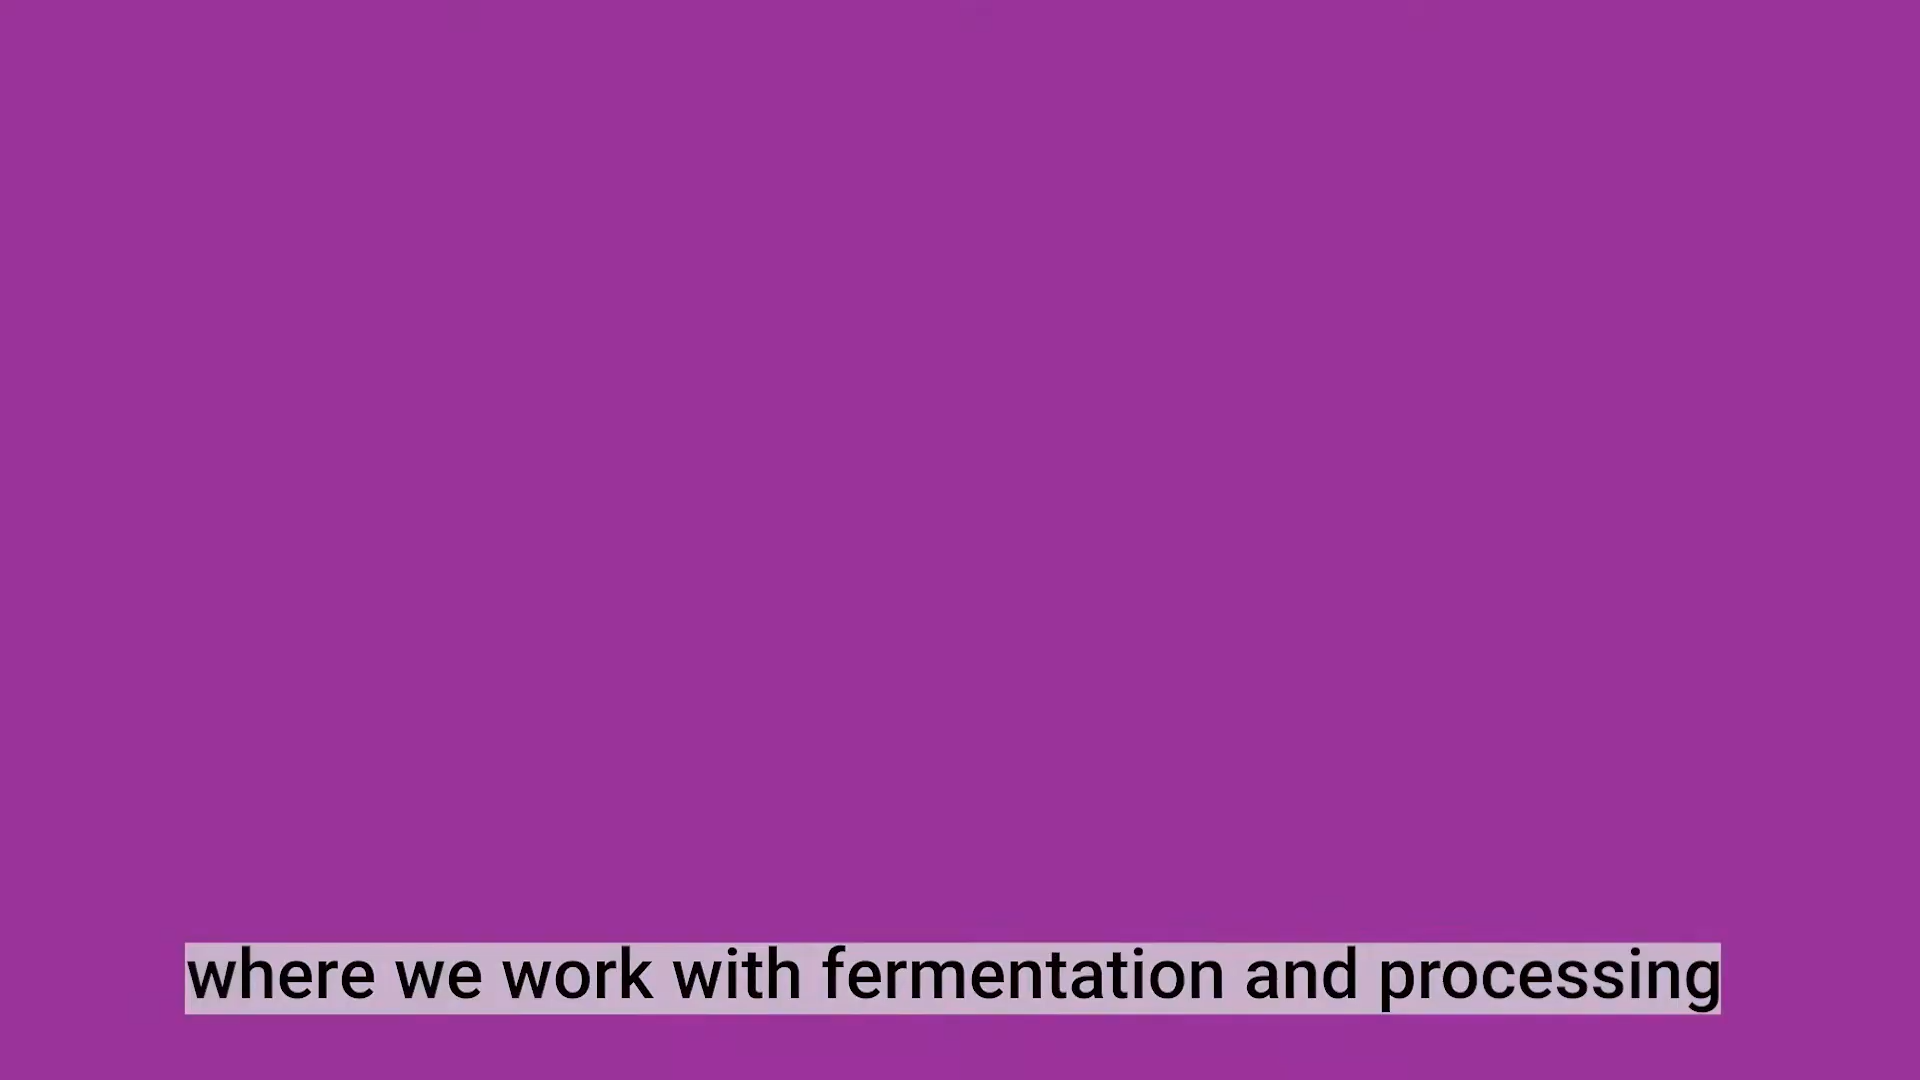 where we work with fermentation and processing